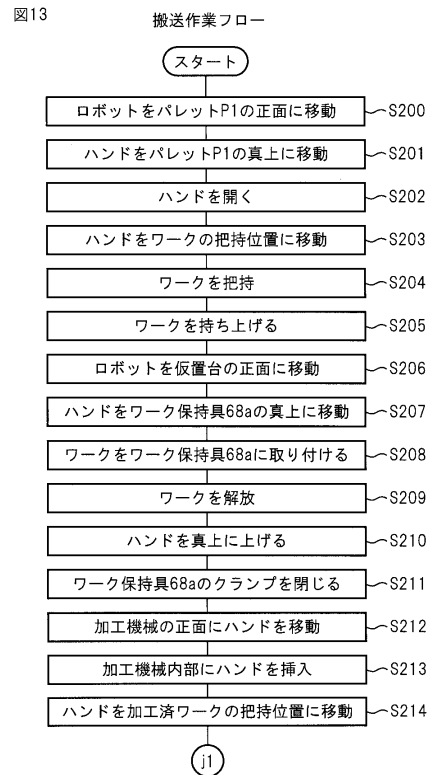 図13
搬送作業フロー
スタート
ロボットをパレットP1の正面に移動 S200
ハンドをパレットP1の真上に移動 S201
ハンドを開く S202
ハンドをワークの把持位置に移動 S203
ワークを把持 S204
ワークを持ち上げる S205
ロボットを仮置台の正面に移動 S206
ハンドをワーク保持具68aの真上に移動 S207
ワークをワーク保持具68aに取り付ける S208
ワークを解放 S209
ハンドを真上に上げる S210
ワーク保持具68aのクランプを閉じる S211
加工機械の正面にハンドを移動 S212
加工機械内部にハンドを挿入 S213
ハンドを加工済ワークの把持位置に移動 S214
j1